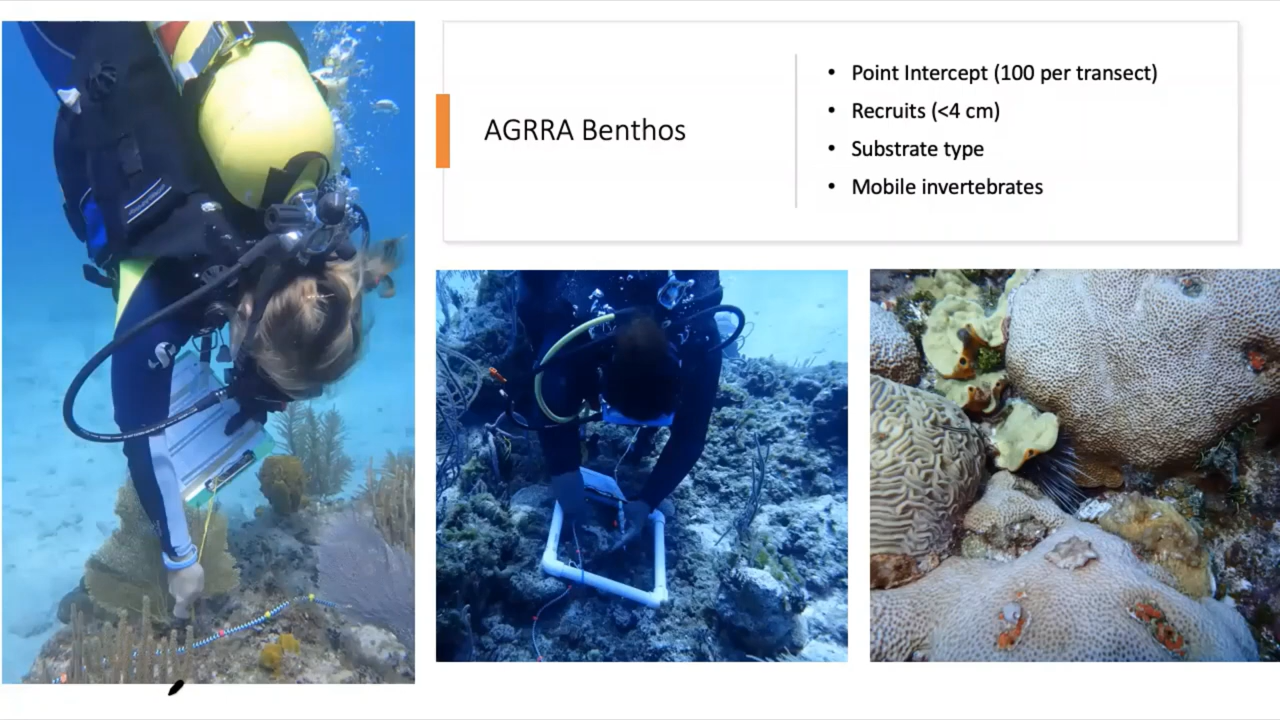 AGRRA Benthos
• Point Intercept (100 per transect)
• Recruits (<4 cm)
• Substrate type
• Mobile invertebrates